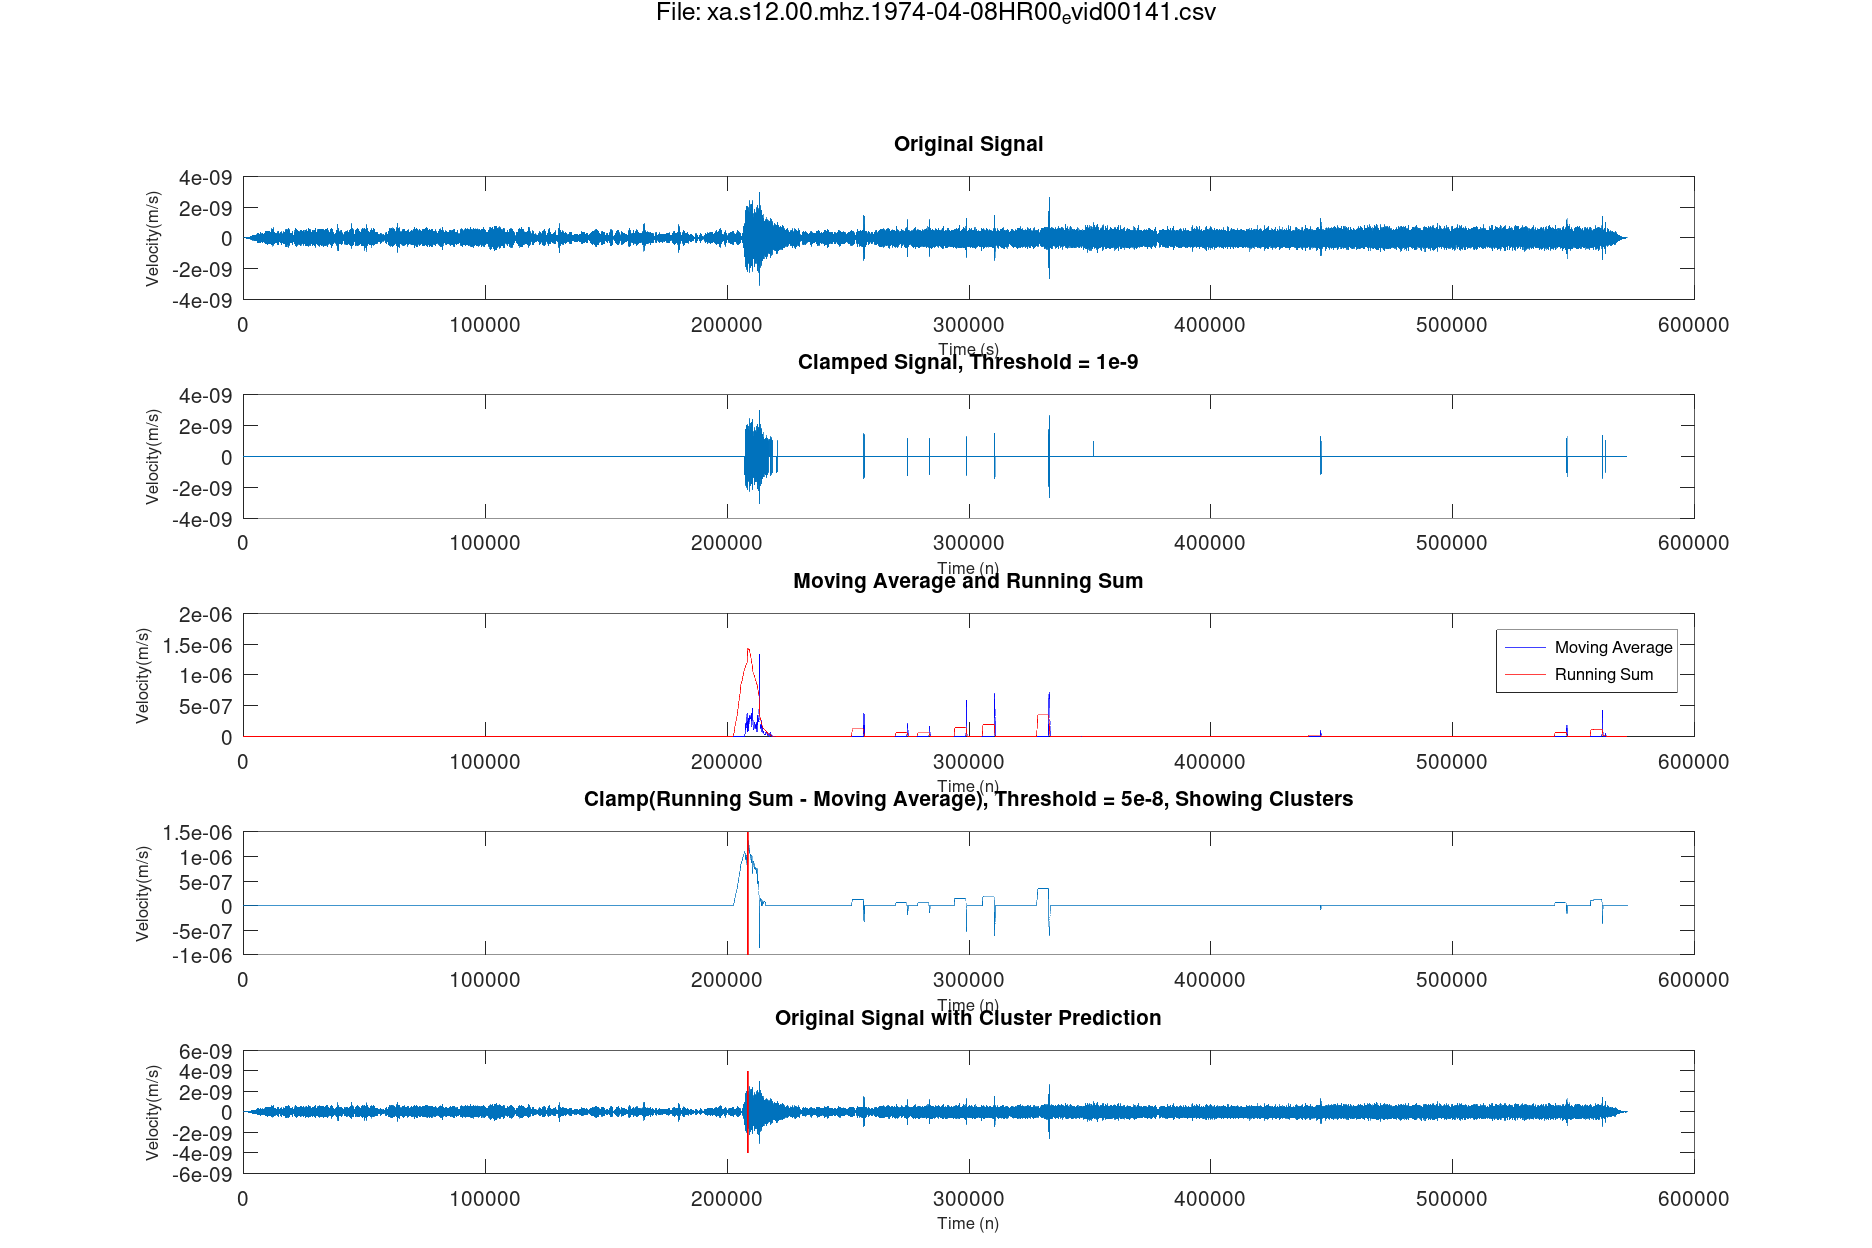 File: xa.s12.00.mhz.1974-04-08HR00evid00141.csv
Original Signal
Velocity(m/s)
4e-09
2e-09
0
-2e-09
-4e-09
0 100000 200000 300000 400000 500000 600000
Time (s)
Clamped Signal, Threshold = 1e-9
Velocity(m/s)
4e-09
2e-09
0
-2e-09
-4e-09
0 100000 200000 300000 400000 500000 600000
Time (n)
Moving Average and Running Sum
Velocity(m/s)
2e-06
1.5e-06
1e-06
5e-07
0
Moving Average
Running Sum
0 100000 200000 300000 400000 500000 600000
Time (n)
Clamp(Running Sum - Moving Average), Threshold = 5e-8, Showing Clusters
Velocity(m/s)
1.5e-06
1e-06
5e-07
0
-5e-07
-1e-06
0 100000 200000 300000 400000 500000 600000
Time (n)
Original Signal with Cluster Prediction
Velocity(m/s)
6e-09
4e-09
2e-09
0
-2e-09
-4e-09
-6e-09
0 100000 200000 300000 400000 500000 600000
Time (n)